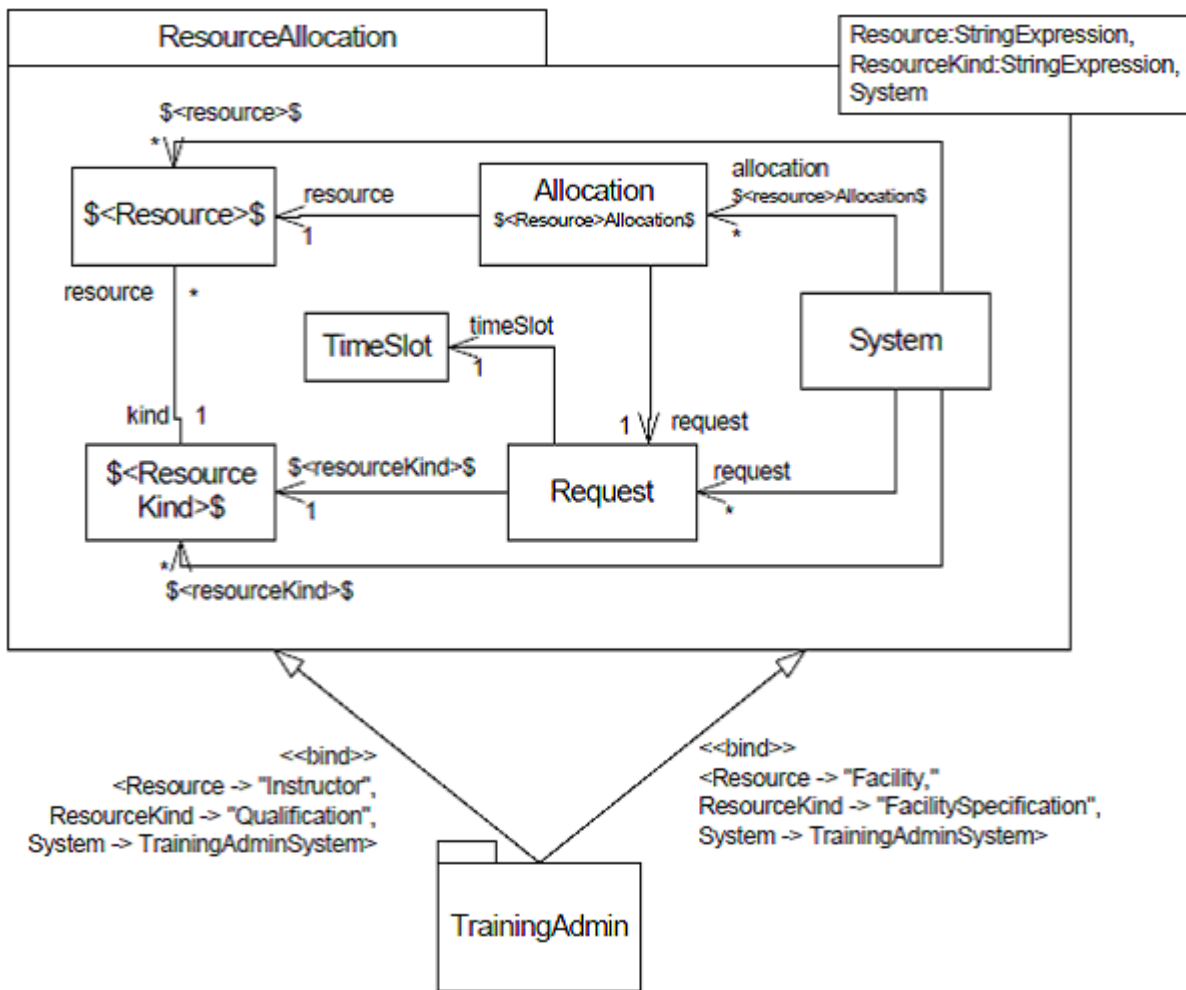 ResourceAllocation
Resource:StringExpression,
ResourceKind:StringExpression,
System
$<resource>$
*
$<Resource>$
resource
1
Allocation
$<Resource>Allocation$
allocation
$<resource>Allocation$
*
resource *
TimeSlot
timeSlot
1
System
kind 1
1 request
$<Resource
Kind>$
$<resourceKind>$
1
Request
request
*
*
$<resourceKind>$
<<bind>>
<Resource -> "Instructor",
ResourceKind -> "Qualification",
System -> TrainingAdminSystem>
<<bind>>
<Resource -> "Facility,"
ResourceKind -> "FacilitySpecification",
System -> TrainingAdminSystem>
TrainingAdmin